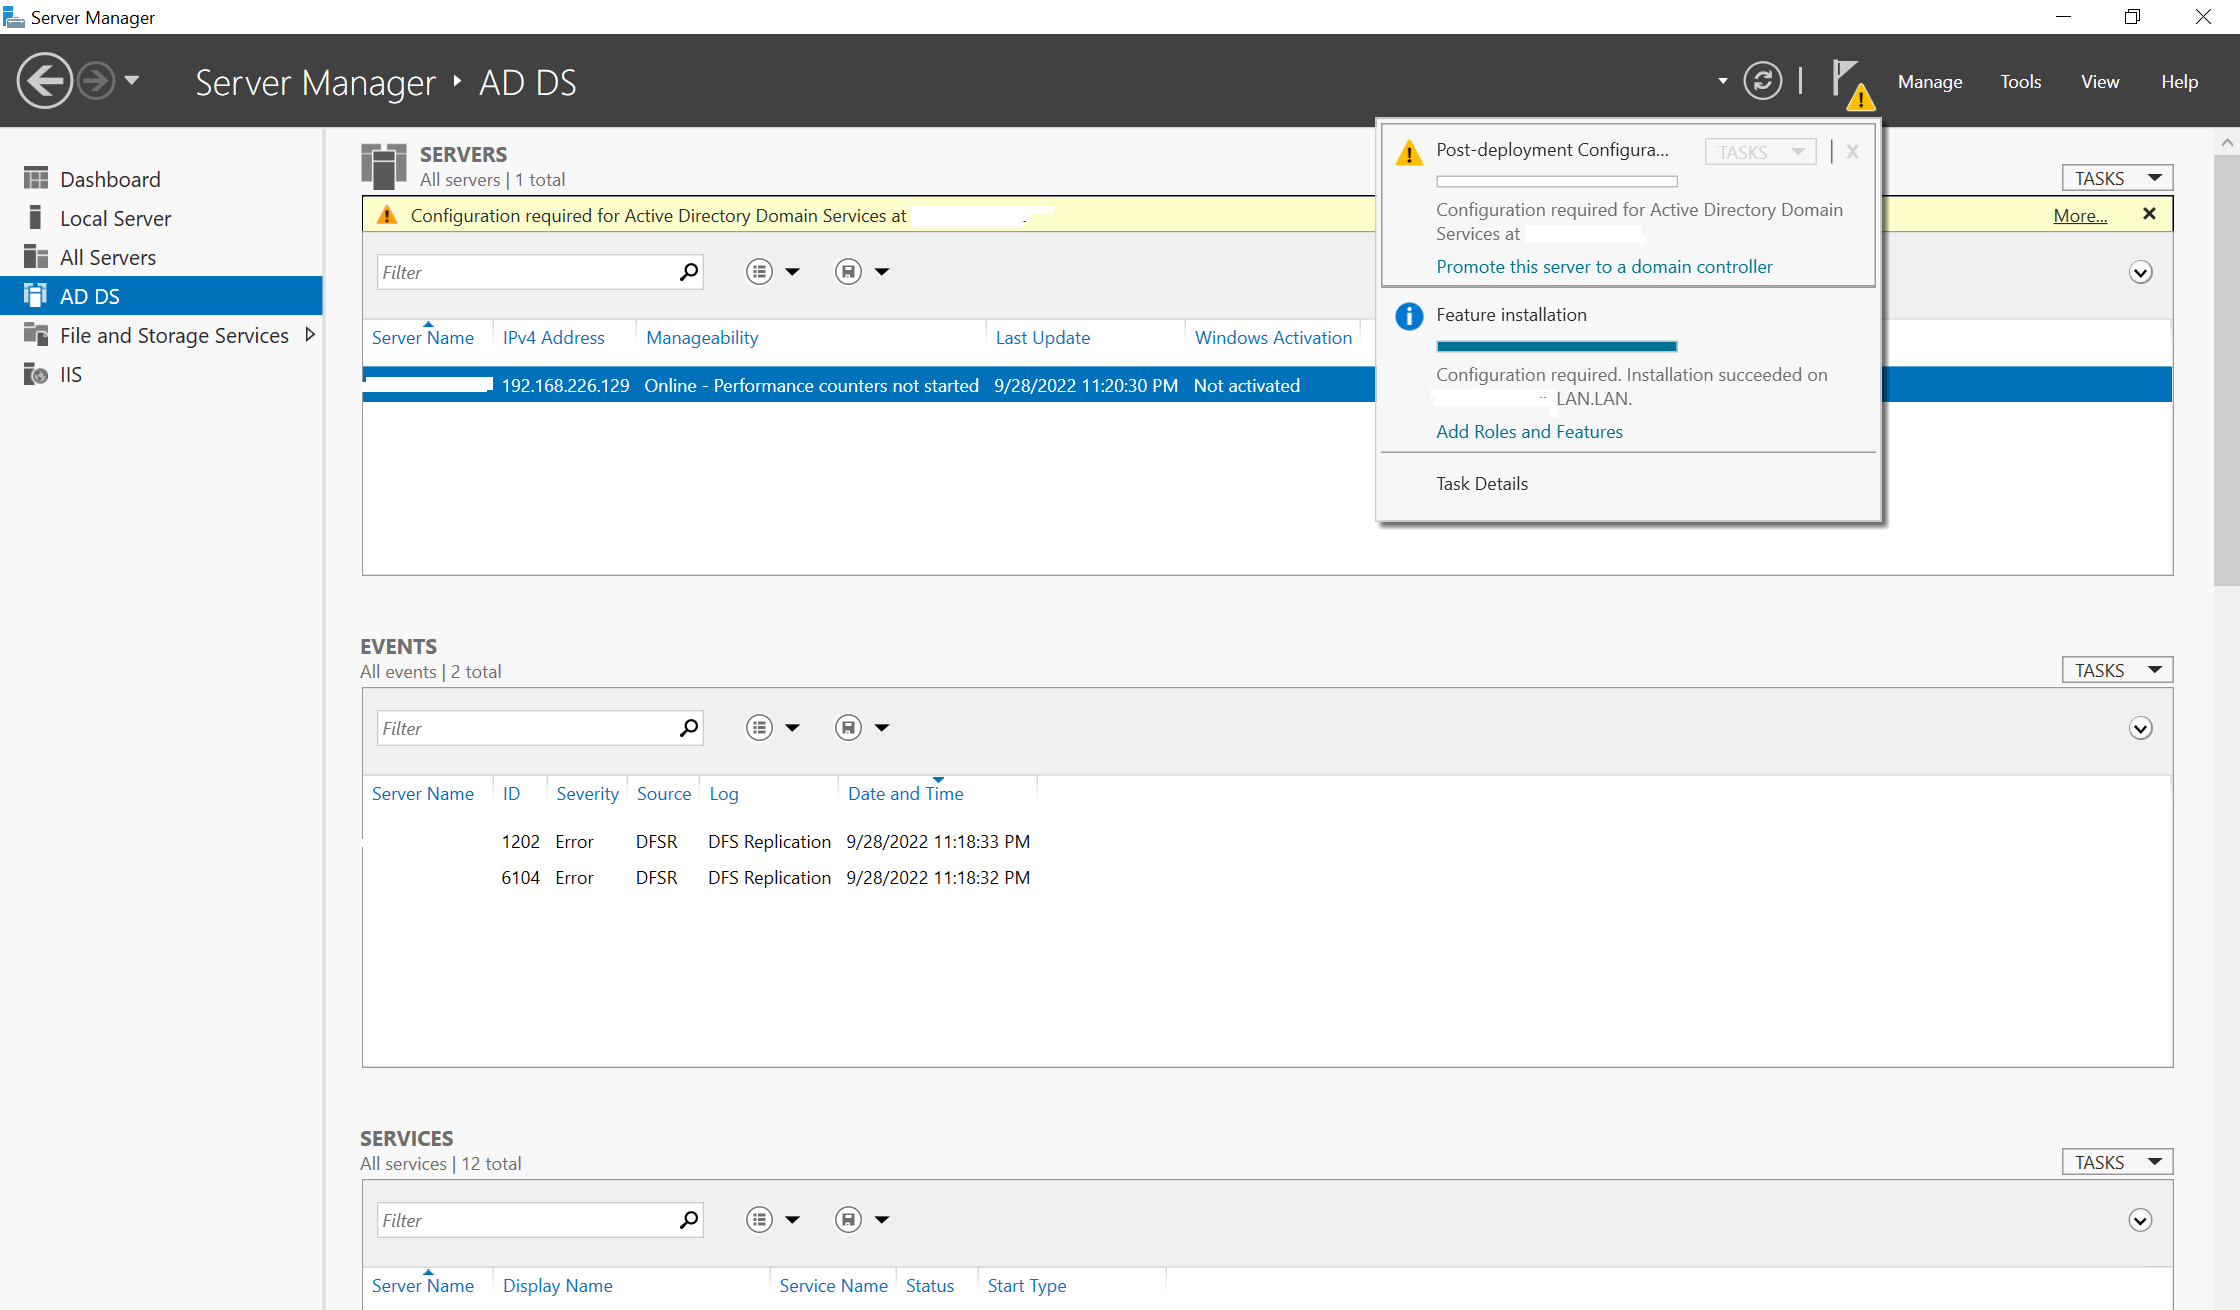 Server Manager
Server Manager AD DS
Manage Tools View Help
Dashboard
Local Server
All Servers
AD DS
File and Storage Services
IIS
SERVERS
All servers | 1 total
TASKS
Configuration required for Active Directory Domain Services at
More...
Filter
Server Name IPv4 Address Manageability Last Update Windows Activation
192.168.226.129 Online - Performance counters not started 9/28/2022 11:20:30 PM Not activated
Post-deployment Configura...
TASKS
X
Configuration required for Active Directory Domain
Services at
Promote this server to a domain controller
Feature installation
Configuration required. Installation succeeded on
LAN.LAN.
Add Roles and Features
Task Details
EVENTS
All events | 2 total
TASKS
Filter
Server Name ID Severity Source Log Date and Time
1202 Error DFSR DFS Replication 9/28/2022 11:18:33 PM
6104 Error DFSR DFS Replication 9/28/2022 11:18:32 PM
SERVICES
All services | 12 total
TASKS
Filter
Server Name Display Name Service Name Status Start Type